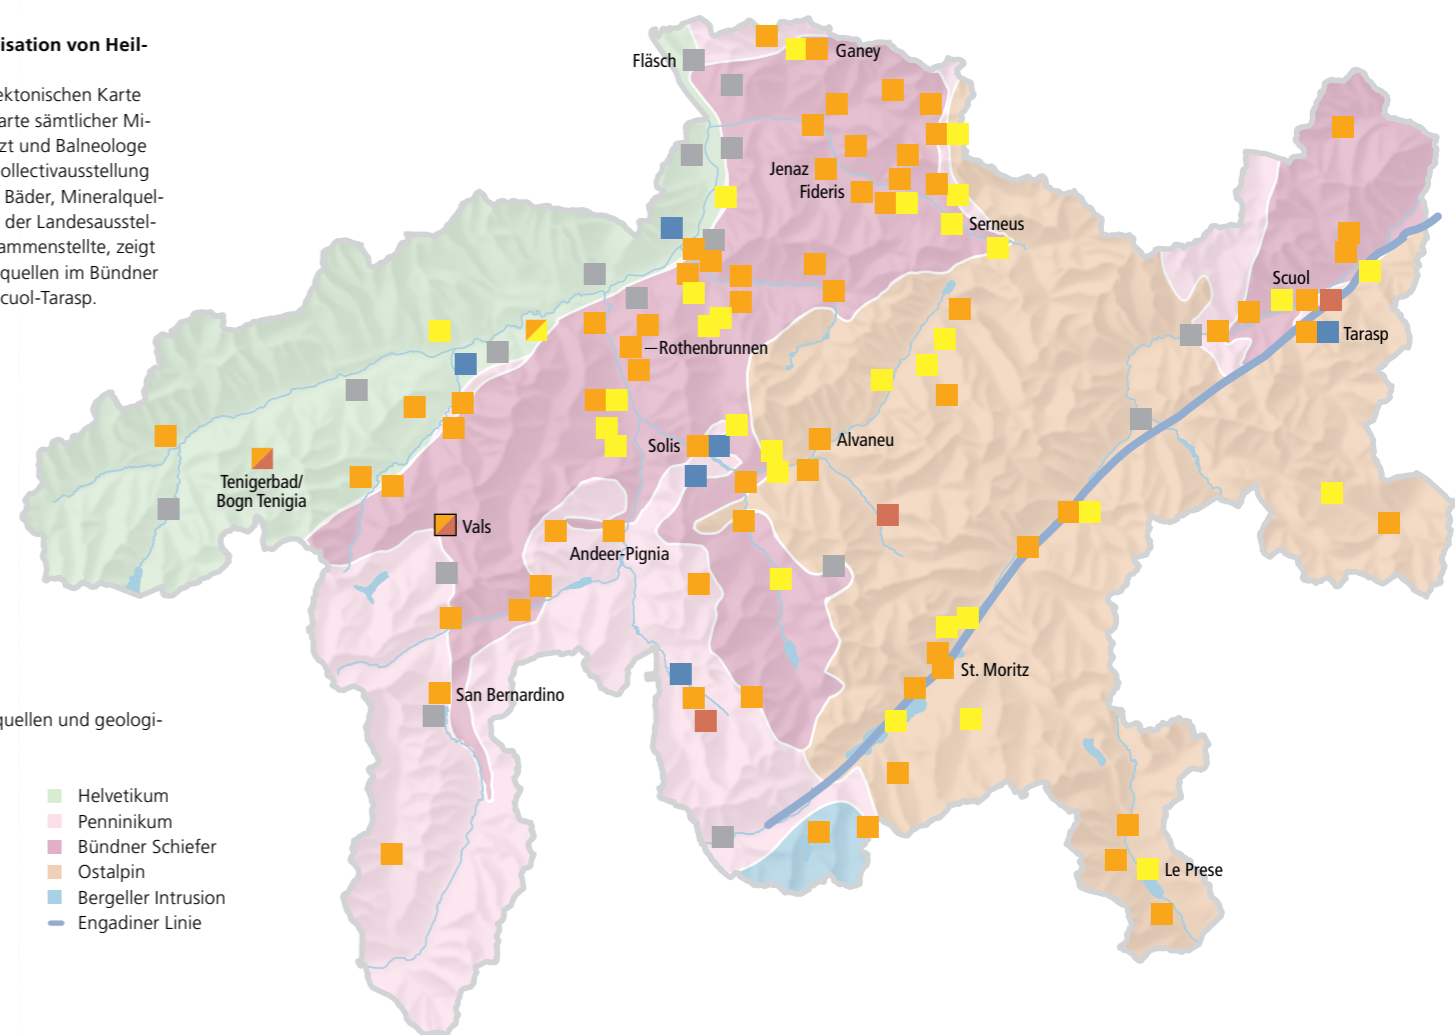 isation von Heil-
ektonischen Karte
arte sämtlicher Mi-
zt und Balneologe
ollectivausstellung
Bäder, Mineralquel-
der Landesausstel-
ammenstellte, zeigt
quellen im Bündner
cuol-Tarasp.
Fläsch
Ganey
Jenaz
Fideris
Serneus
Scuol
Tarasp
Rothenbrunnen
Solis
Alvaneu
Tenigerbad/
Bogn Tenigia
Vals
Andeer-Pignia
St. Moritz
San Bernardino
Le Prese
quellen und geologi-
Helvetikum
Penninikum
Bündner Schiefer
Ostalpin
Bergeller Intrusion
Engadiner Linie